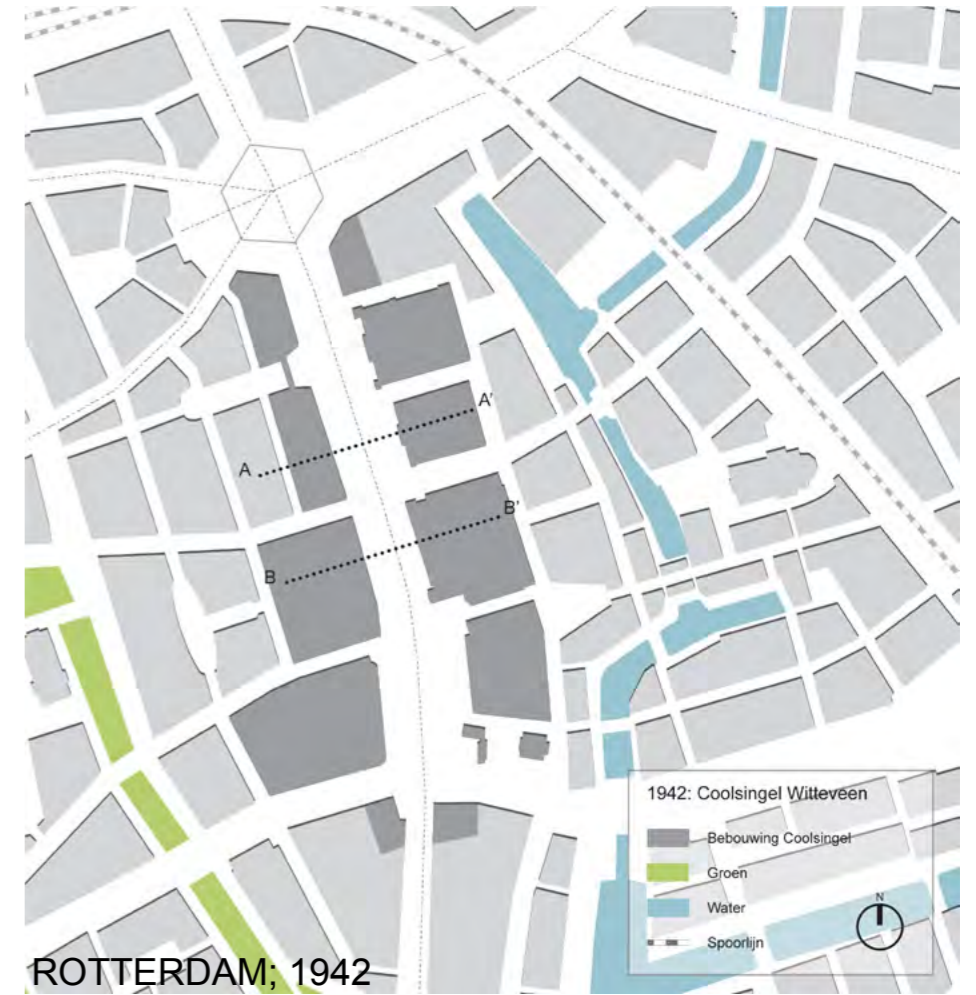 A'
A
B'
B
1942: Coolsingel Witteveen
Bebouwing Coolsingel
Groen
Water
Spoorlijn
N
ROTTERDAM; 1942